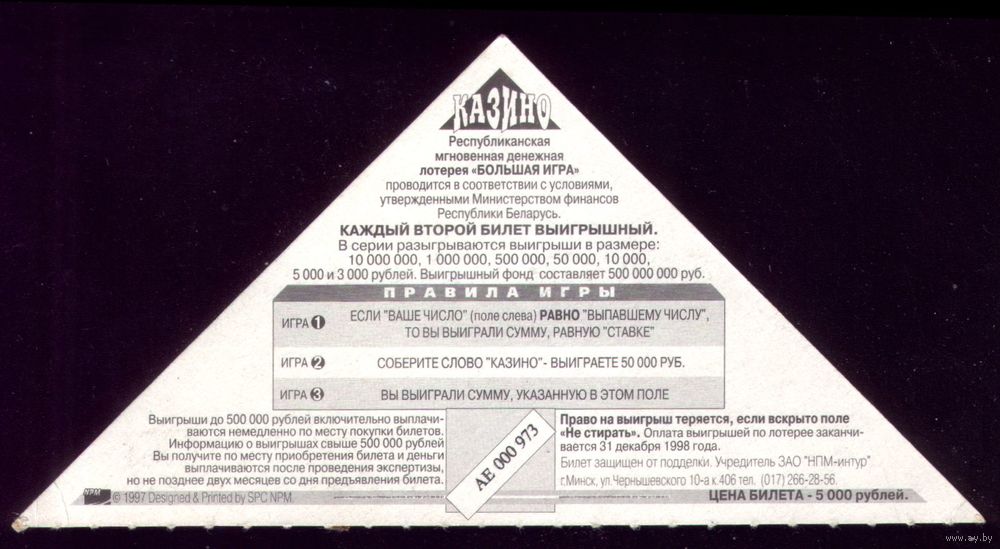 КАЗИНО
Республиканская
мгновенная денежная
лотерея «БОЛЬШАЯ ИГРА»
проводится в соответствии с условиями,
утвержденными Министерством финансов
Республики Беларусь.
КАЖДЫЙ ВТОРОЙ БИЛЕТ ВЫИГРЫШНЫЙ.
В серии разыгрываются выигрыши в размере:
10 000 000, 1 000 000, 500 000, 50 000, 10 000,
5 000 и 3 000 рублей. Выигрышный фонд составляет 500 000 000 руб.
ПРАВИЛА ИГРЫ
ИГРА 1
ЕСЛИ "ВАШЕ ЧИСЛО" (поле слева) РАВНО "ВЫПАВШЕМУ ЧИСЛУ",
ТО ВЫ ВЫИГРАЛИ СУММУ, РАВНУЮ "СТАВКЕ"
ИГРА 2 СОБЕРИТЕ СЛОВО "КАЗИНО"- ВЫИГРАЕТЕ 50 000 РУБ.
ИГРА 3 ВЫ ВЫИГРАЛИ СУММУ, УКАЗАННУЮ В ЭТОМ ПОЛЕ
Выигрыши до 500 000 рублей включительно выплачи-
ваются немедленно по месту покупки билетов.
Информацию о выигрышах свыше 500 000 рублей
Вы получите по месту приобретения билета и деньги
выплачиваются после проведения экспертизы,
но не позднее двух месяцев со дня предъявления билета.
NPM © 1997 Designed & Printed by SPC NPM.
АЕ 000 973
Право на выигрыш теряется, если вскрыто поле
«Не стирать». Оплата выигрышей по лотерее заканчи-
вается 31 декабря 1998 года.
Билет защищен от подделки. Учредитель ЗАО "НПМ-интур"
г.Минск, ул.Чернышевского 10-а к.406 тел. (017) 266-28-56.
ЦЕНА БИЛЕТА - 5 000 рублей.
www.ay.by